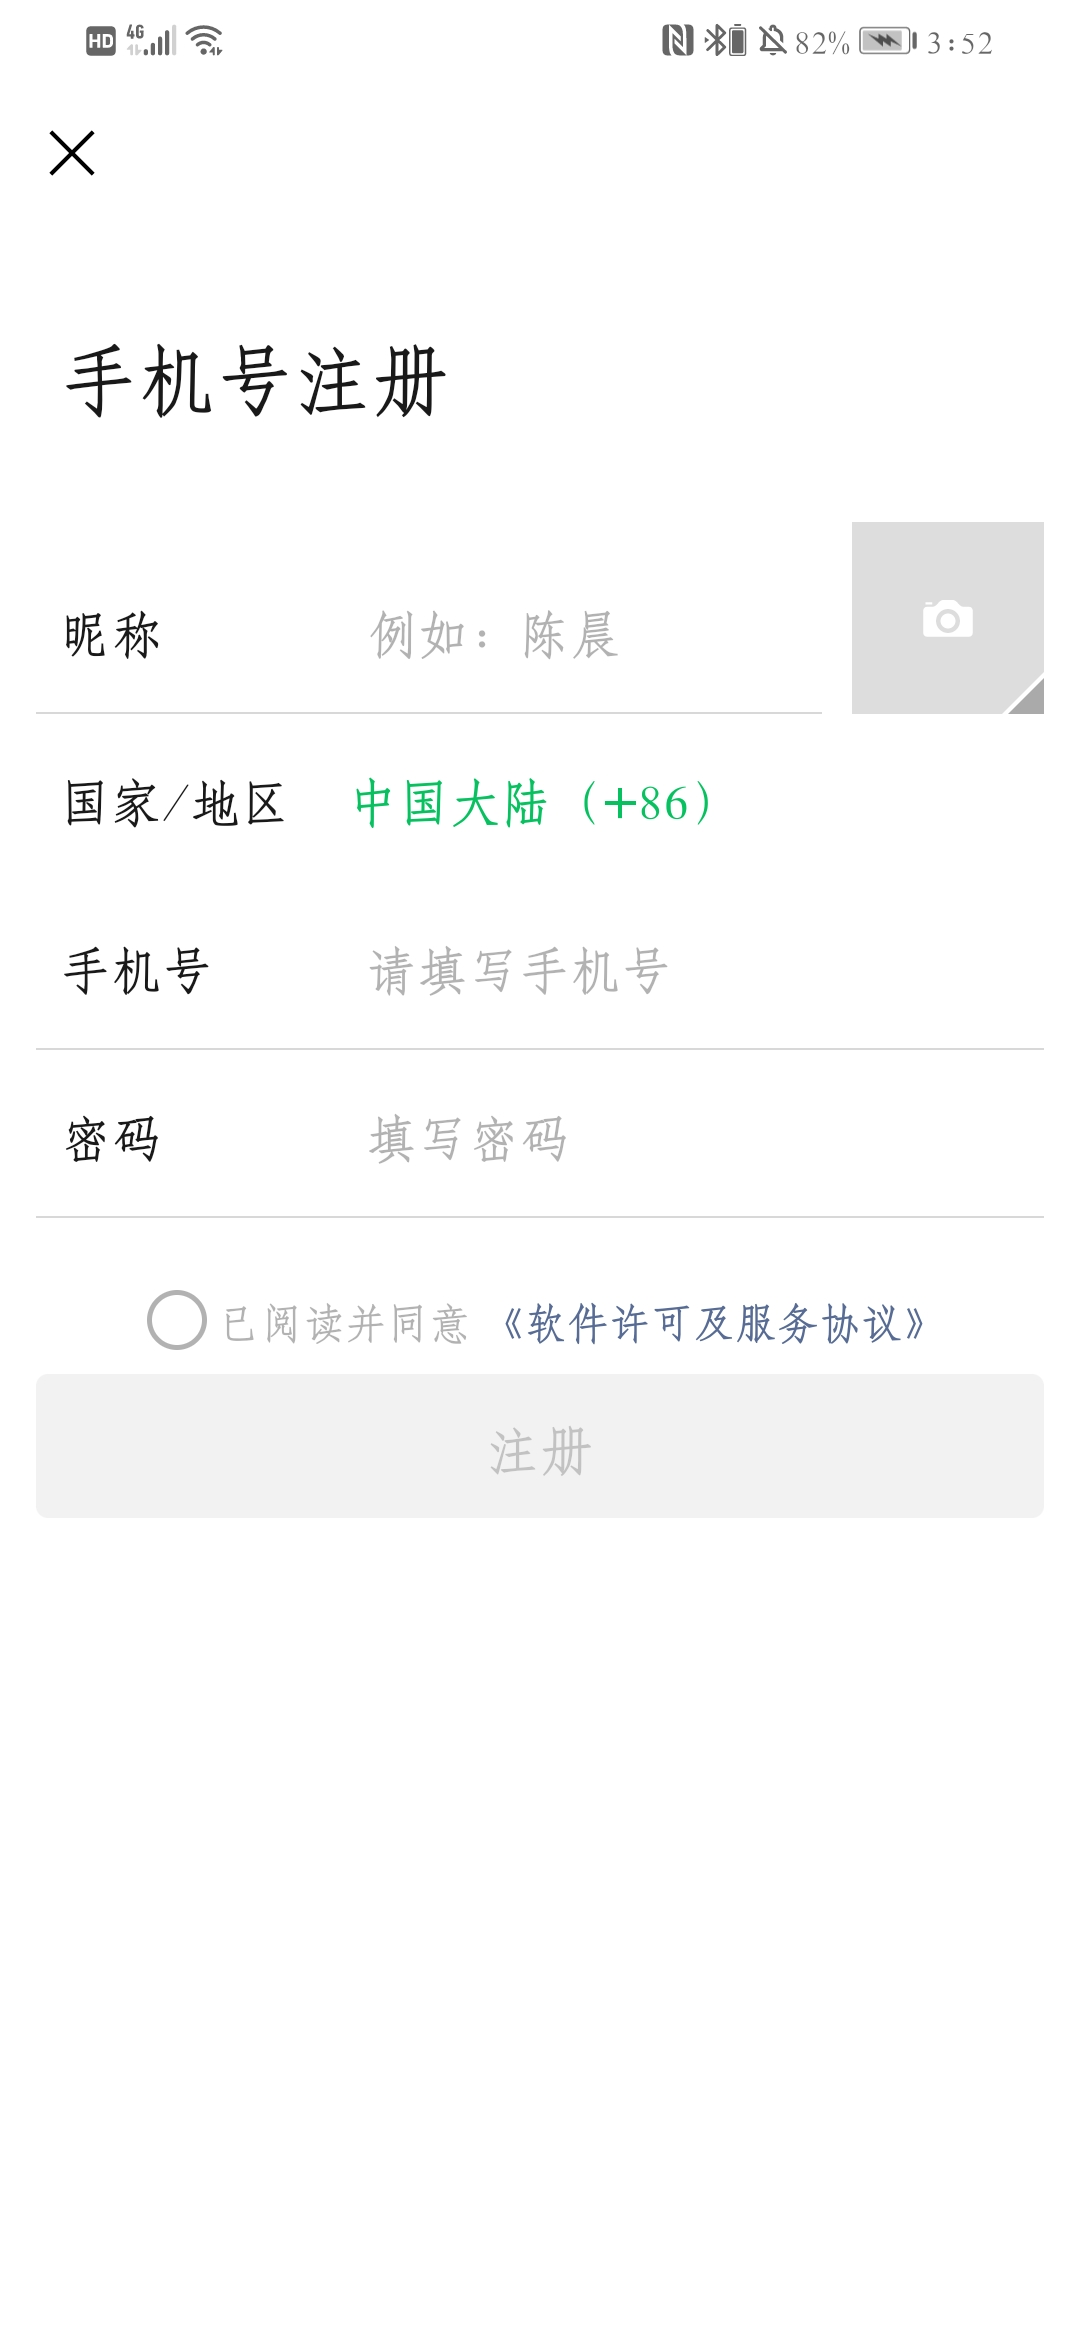 HD 4G 82% 3:52
手机号注册
昵称 例如：陈晨
国家/地区 中国大陆（+86）
手机号 请填写手机号
密码 填写密码
已阅读并同意《软件许可及服务协议》
注册